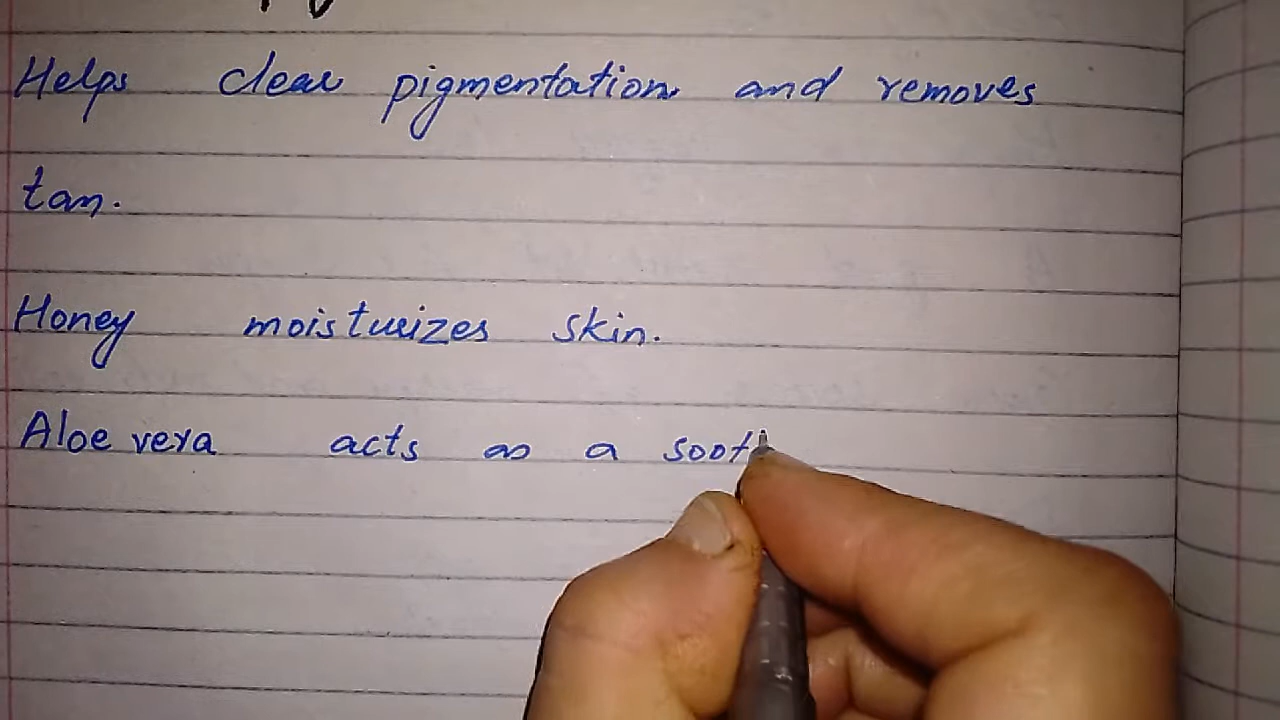 Helps clear pigmentation and removes
tan.
Honey moisturizes skin.
Aloe vera acts as a soot